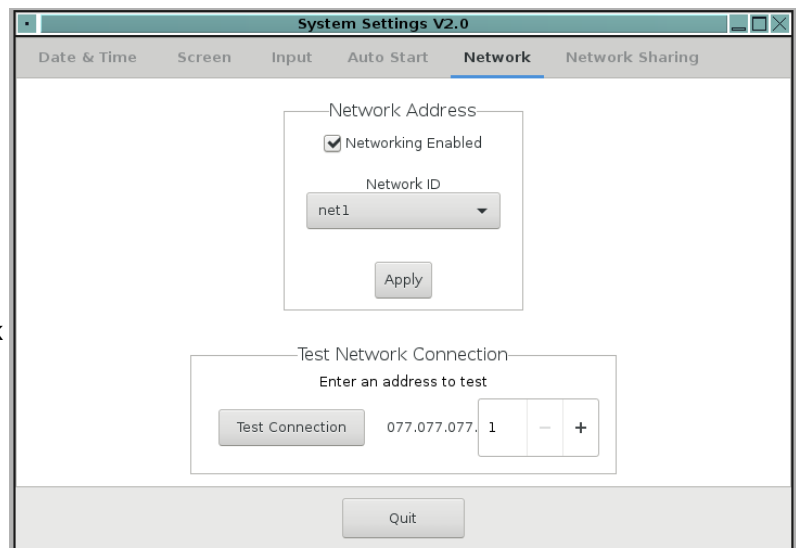 System Settings V2.0
Date & Time Screen Input Auto Start Network Network Sharing
Network Address
Networking Enabled
Network ID
net1
Apply
Test Network Connection
Enter an address to test
Test Connection 077.077.077. 1 − +
Quit